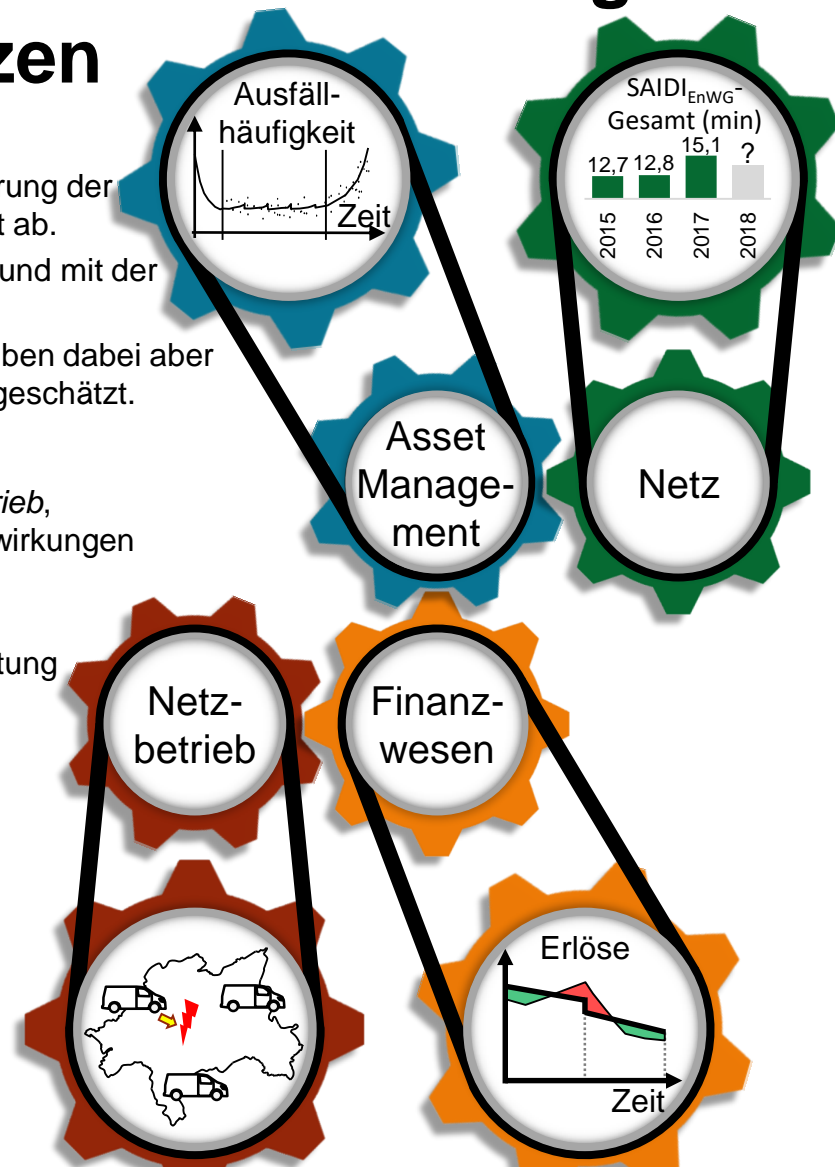 zen
rung der
t ab.
und mit der
ben dabei aber
geschätzt.
rieb,
wirkungen
tung
Ausfäll-
häufigkeit
Zeit
SAIDI EnWG-
Gesamt (min)
12,7 12,8 15,1 ?
2015 2016 2017 2018
Asset
Manage-
ment
Netz
Netz-
betrieb
Finanz-
wesen
Erlöse
Zeit